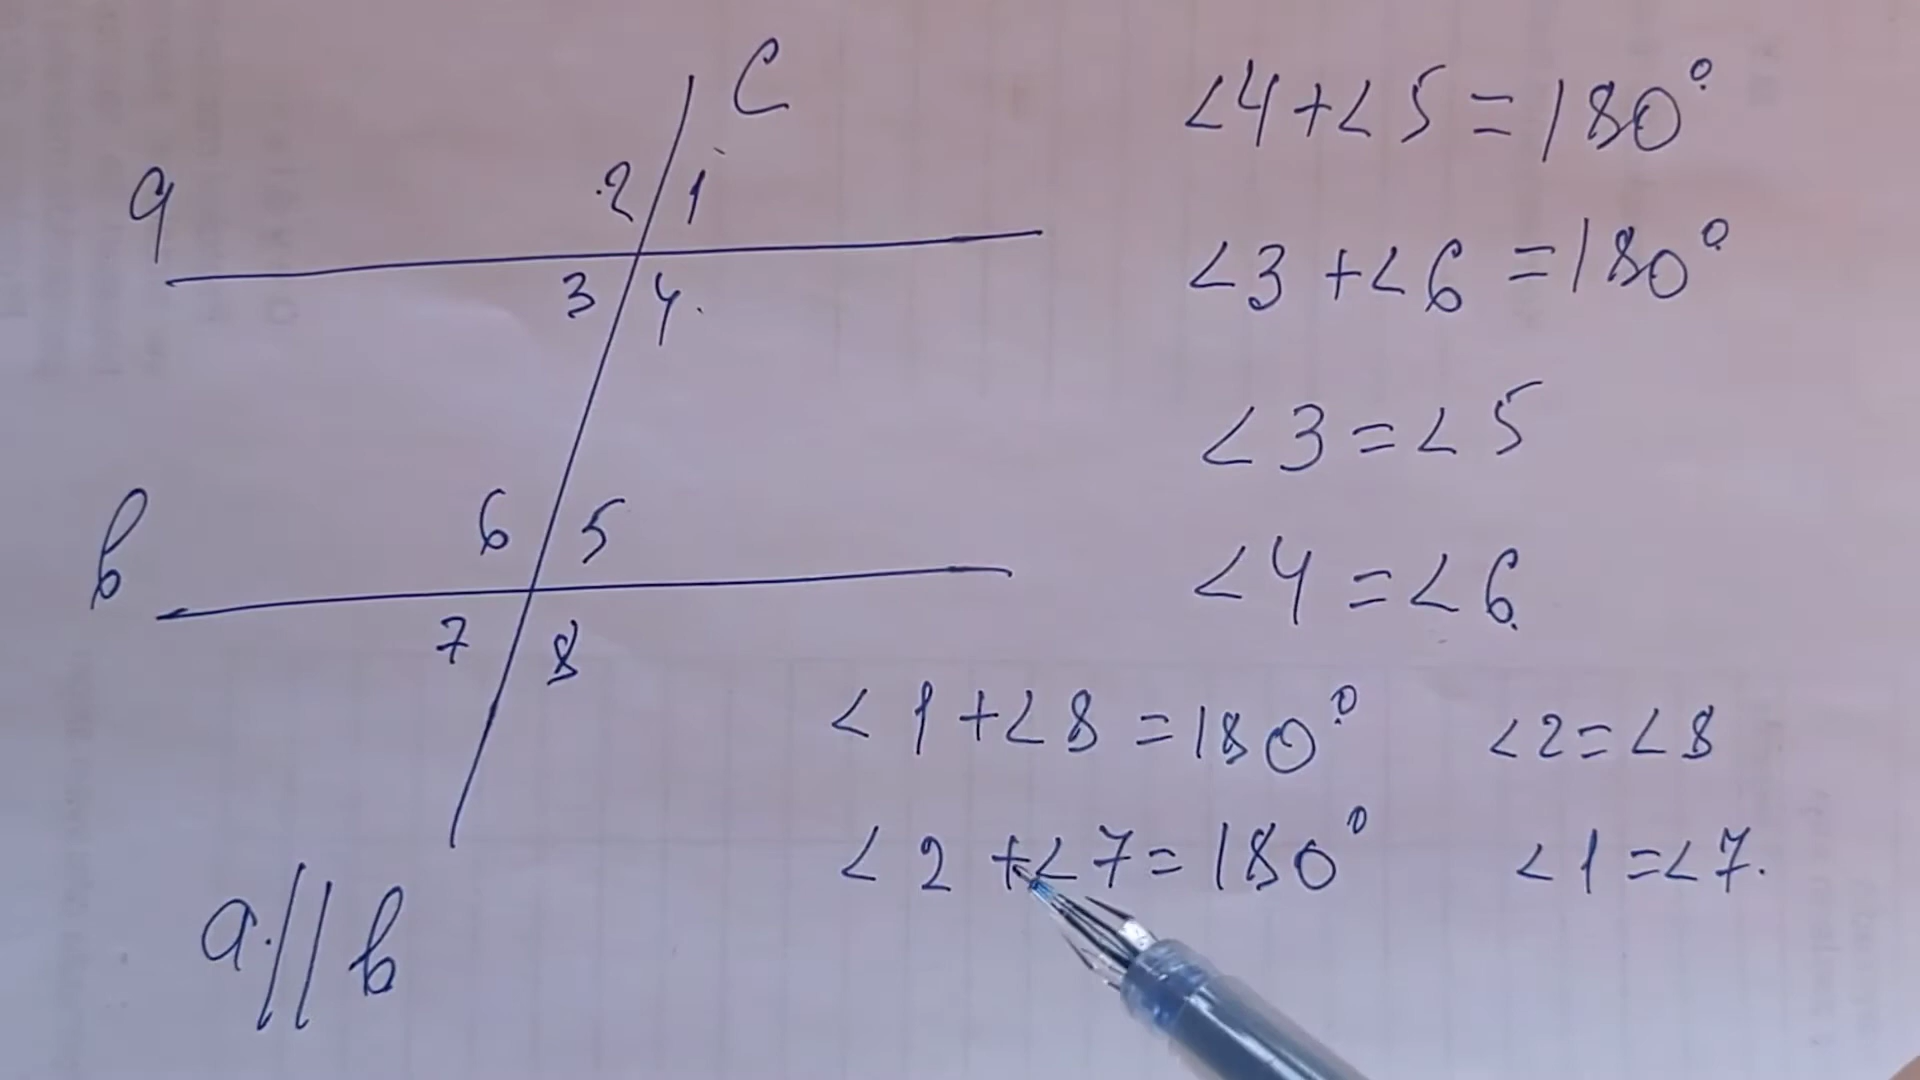 C
a
2 1
3 4
b
6 5
7 8
a // b
<4 + <5 = 180°
<3 + <6 = 180°
<3 = <5
<4 = <6
<1 + <8 = 180° <2 = <8
<2 + <7 = 180° <1 = <7.